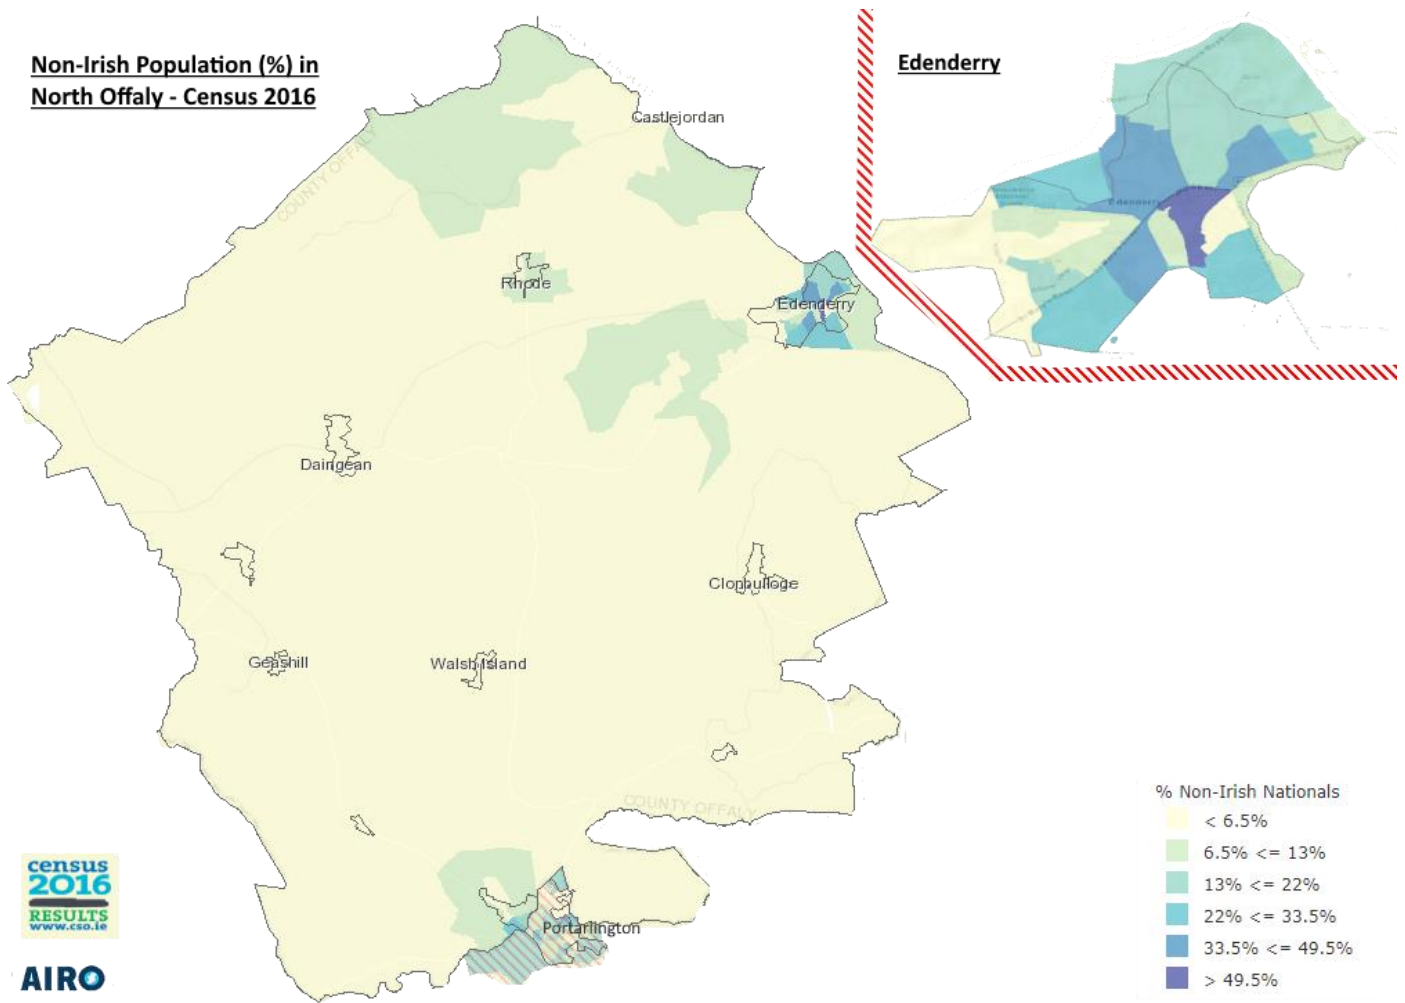 Non-Irish Population (%) in
North Offaly - Census 2016
Edenderry
Castlejordan
COUNTY OFFALY
Rhode
Edenderry
Edenderry
Daingean
Clonbulloge
Geashill
Walsh Island
COUNTY OFFALY
Portarlington
% Non-Irish Nationals
< 6.5%
6.5% <= 13%
13% <= 22%
22% <= 33.5%
33.5% <= 49.5%
> 49.5%
census
2016
RESULTS
www.cso.ie
AIRO